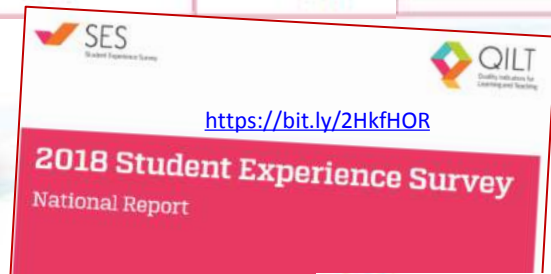 SES
Student Experience Survey
QILT
Quality Indicators for
Learning and Teaching
https://bit.ly/2HkfHOR
2018 Student Experience Survey
National Report